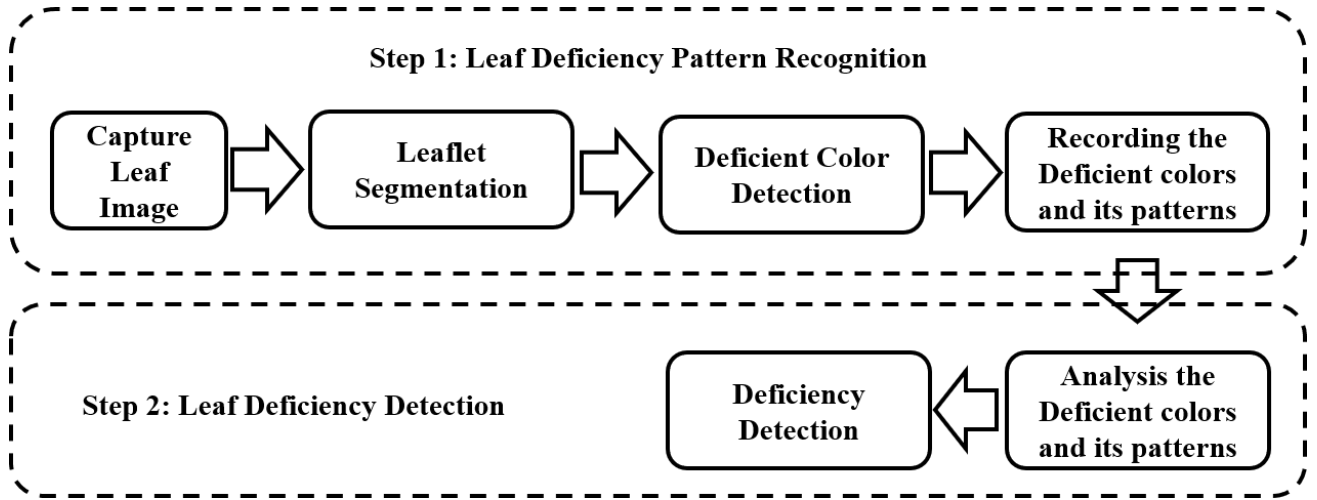 Step 1: Leaf Deficiency Pattern Recognition
Capture
Leaf
Image
Leaflet
Segmentation
Deficient Color
Detection
Recording the
Deficient colors
and its patterns
Step 2: Leaf Deficiency Detection
Deficiency
Detection
Analysis the
Deficient colors
and its patterns